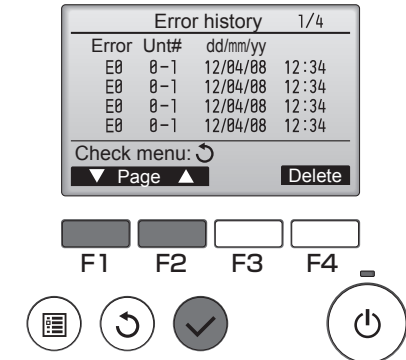 Error history 1/4
Error Unt# dd/mm/yy
E0 0-1 12/04/08 12:34
E0 0-1 12/04/08 12:34
E0 0-1 12/04/08 12:34
E0 0-1 12/04/08 12:34
Check menu:
▼ Page ▲ Delete
F1 F2 F3 F4